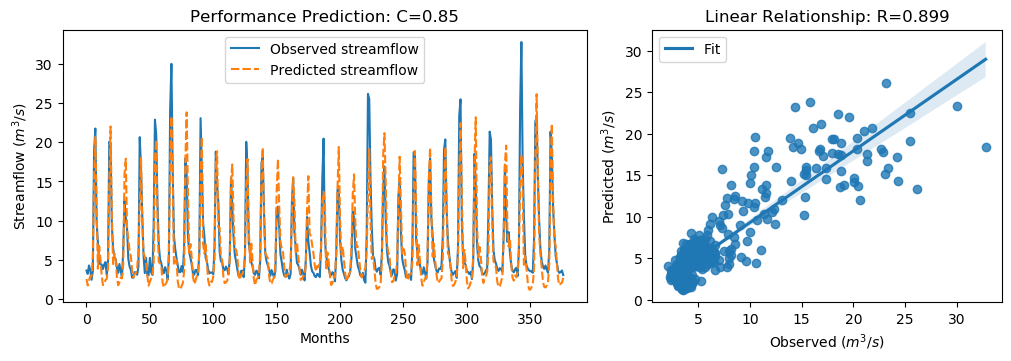 Performance Prediction: C=0.85
Observed streamflow
Predicted streamflow
Streamflow (m³/s)
30
25
20
15
10
5
0
0 50 100 150 200 250 300 350
Months
Linear Relationship: R=0.899
Fit
Predicted (m³/s)
30
25
20
15
10
5
0
5 10 15 20 25 30
Observed (m³/s)